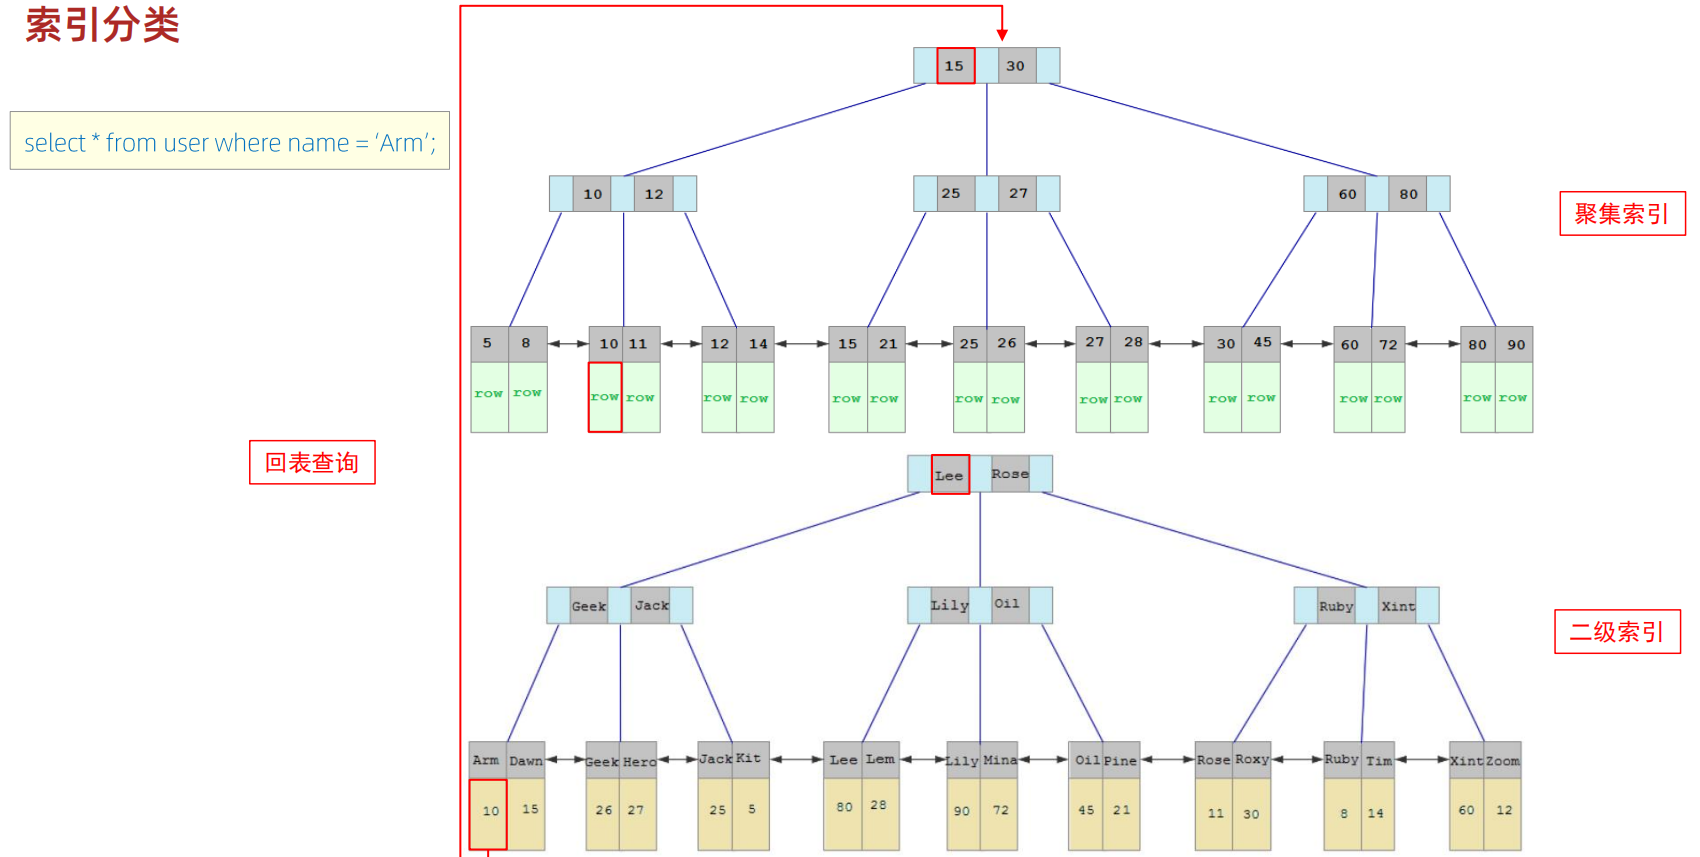 索引分类
select * from user where name = ‘Arm’;
15 30
10 12 25 27 60 80
聚集索引
5 8 10 11 12 14 15 21 25 26 27 28 30 45 60 72 80 90
row row row row row row row row row row row row row row row row row row
回表查询
Lee Rose
Geek Jack Lily Oil Ruby Xint
二级索引
Arm Dawn Geek Hero Jack Kit Lee Lem Lily Mina Oil Pine Rose Roxy Ruby Tim Xint Zoom
10 15 26 27 25 5 80 28 90 72 45 21 11 30 8 14 60 12